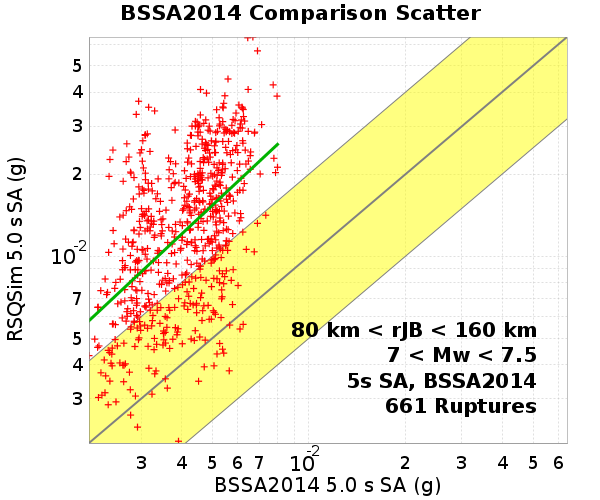 BSSA2014 Comparison Scatter
RSQSim 5.0 s SA (g)
5
4
3
2
10-2
7
5
4
3
80 km < rJB < 160 km
7 < Mw < 7.5
5s SA, BSSA2014
661 Ruptures
3 4 5 6 7 10-2 2 3 4 5 6
BSSA2014 5.0 s SA (g)